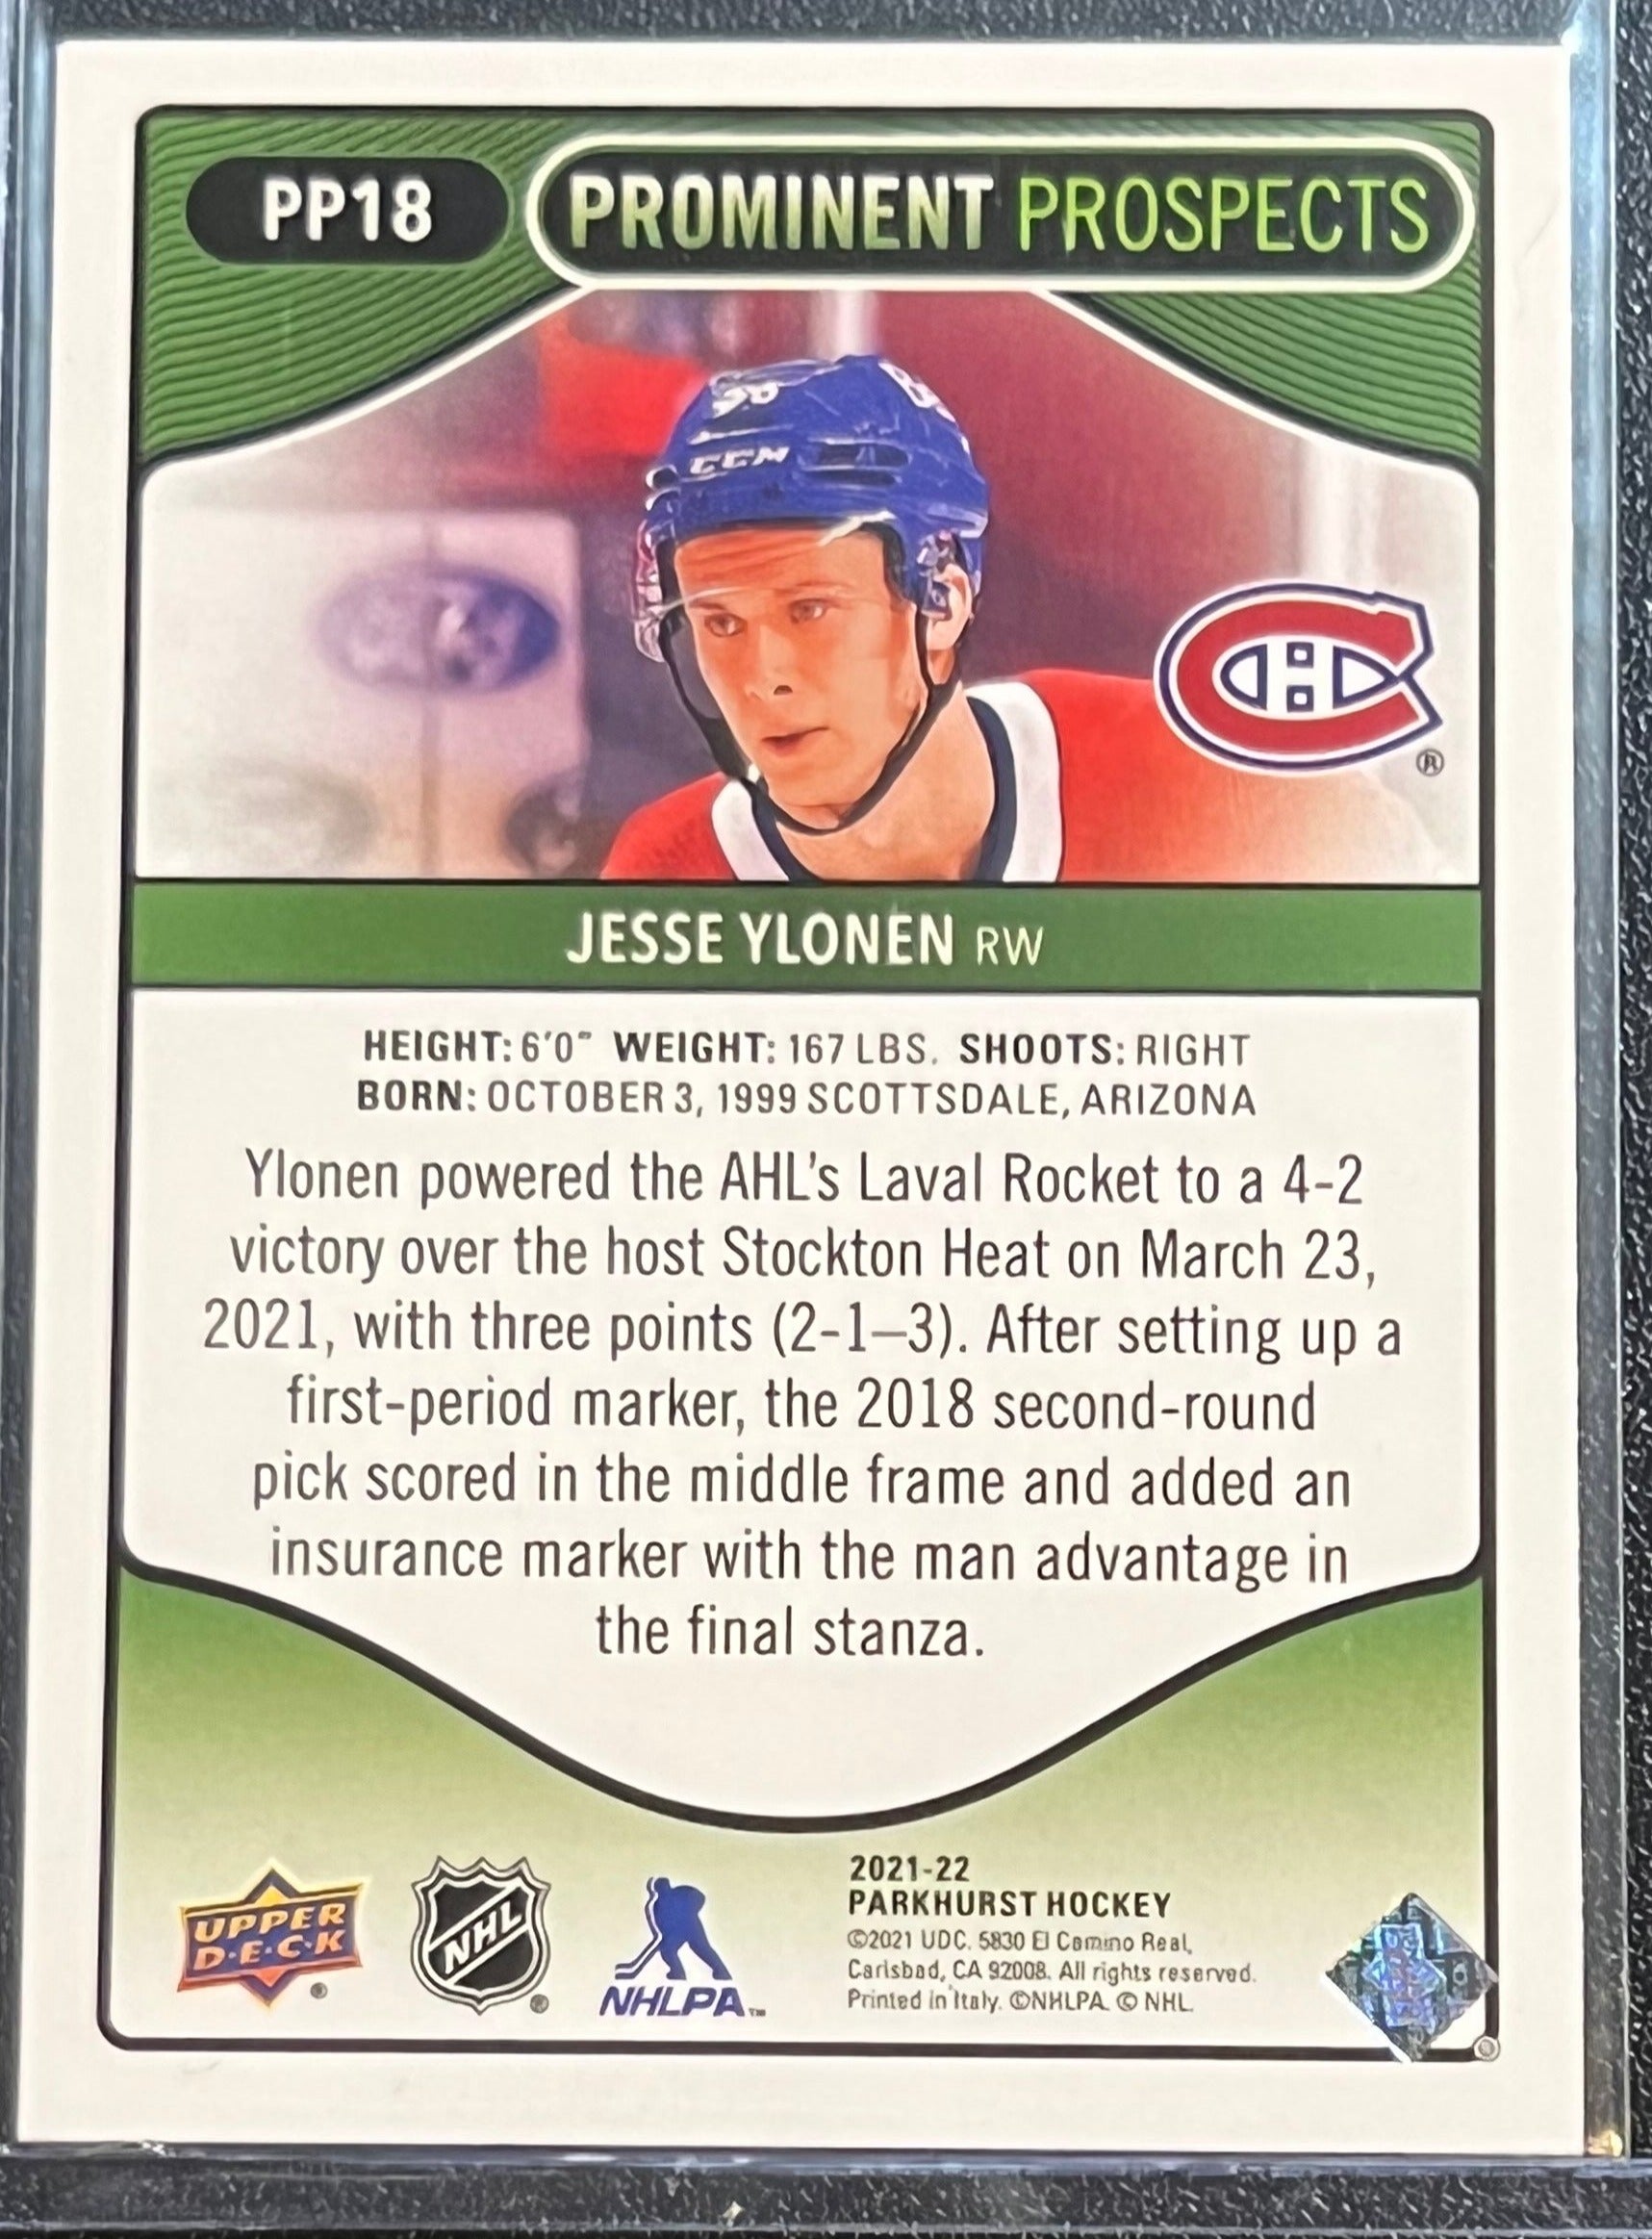 PP18
PROMINENT PROSPECTS
CCM
®
JESSE YLONEN RW
HEIGHT: 6'0" WEIGHT: 167 LBS. SHOOTS: RIGHT
BORN: OCTOBER 3, 1999 SCOTTSDALE, ARIZONA
Ylonen powered the AHL's Laval Rocket to a 4-2
victory over the host Stockton Heat on March 23,
2021, with three points (2-1–3). After setting up a
first-period marker, the 2018 second-round
pick scored in the middle frame and added an
insurance marker with the man advantage in
the final stanza.
UPPER
D·E·C·K
NHL
NHLPA™
2021-22
PARKHURST HOCKEY
©2021 UDC. 5830 El Camino Real,
Carlsbad, CA 92008. All rights reserved.
Printed in Italy. ©NHLPA. © NHL.